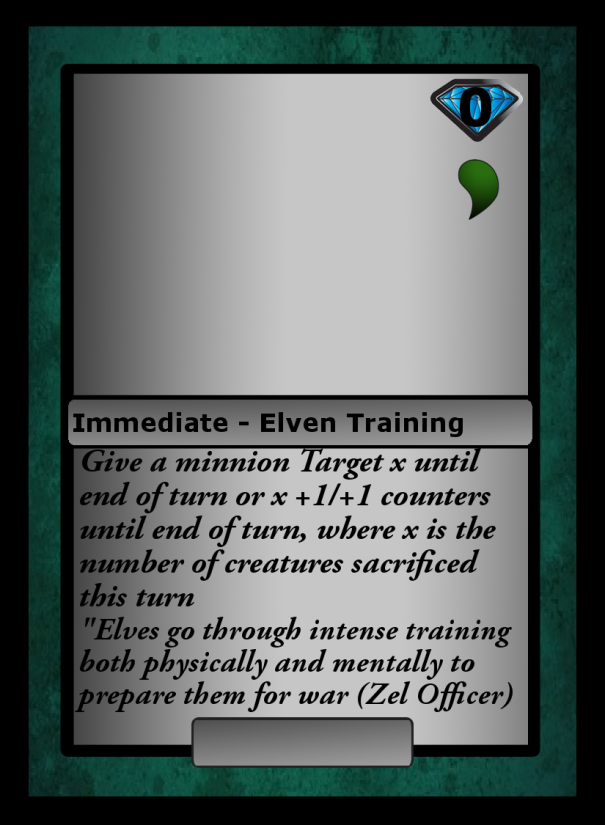 0
Immediate - Elven Training
Give a minnion Target x until
end of turn or x +1/+1 counters
until end of turn, where x is the
number of creatures sacrificed
this turn
"Elves go through intense training
both physically and mentally to
prepare them for war (Zel Officer)